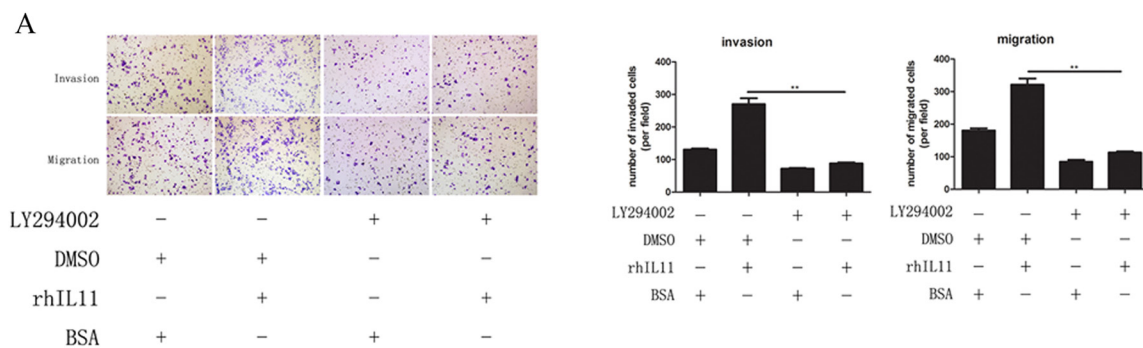 A
Invasion
Migration
LY294002 − − + +
DMSO + + − −
rhIL11 − + − +
BSA + − + −
invasion
number of invaded cells
(per field)
400
300
200
100
0
**
LY294002 − − + +
DMSO + + − −
rhIL11 − + − +
BSA + − + −
migration
number of migrated cells
(per field)
400
300
200
100
0
**
LY294002 − − + +
DMSO + + − −
rhIL11 − + − +
BSA + − + −